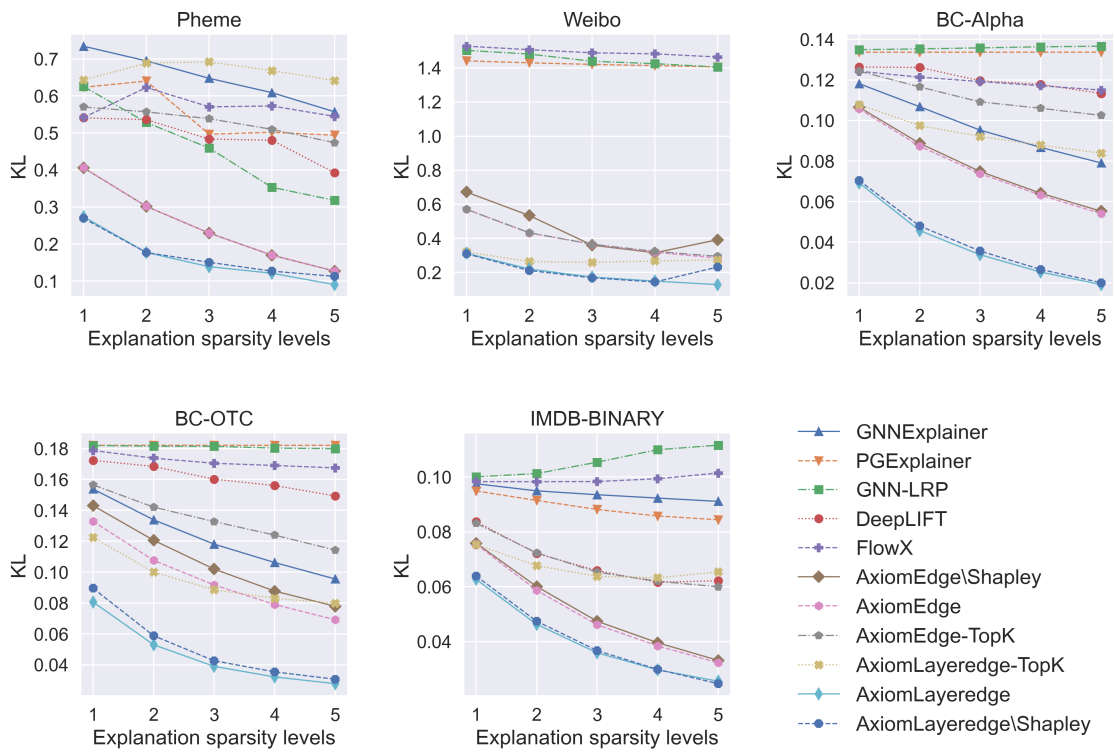 Pheme
Weibo
BC-Alpha
KL
0.7
0.6
0.5
0.4
0.3
0.2
0.1
1 2 3 4 5
Explanation sparsity levels
KL
1.4
1.2
1.0
0.8
0.6
0.4
0.2
1 2 3 4 5
Explanation sparsity levels
KL
0.14
0.12
0.10
0.08
0.06
0.04
0.02
1 2 3 4 5
Explanation sparsity levels
BC-OTC
IMDB-BINARY
KL
0.18
0.16
0.14
0.12
0.10
0.08
0.06
0.04
1 2 3 4 5
Explanation sparsity levels
KL
0.10
0.08
0.06
0.04
1 2 3 4 5
Explanation sparsity levels
GNNExplainer
PGExplainer
GNN-LRP
DeepLIFT
FlowX
AxiomEdge\Shapley
AxiomEdge
AxiomEdge-TopK
AxiomLayeredge-TopK
AxiomLayeredge
AxiomLayeredge\Shapley